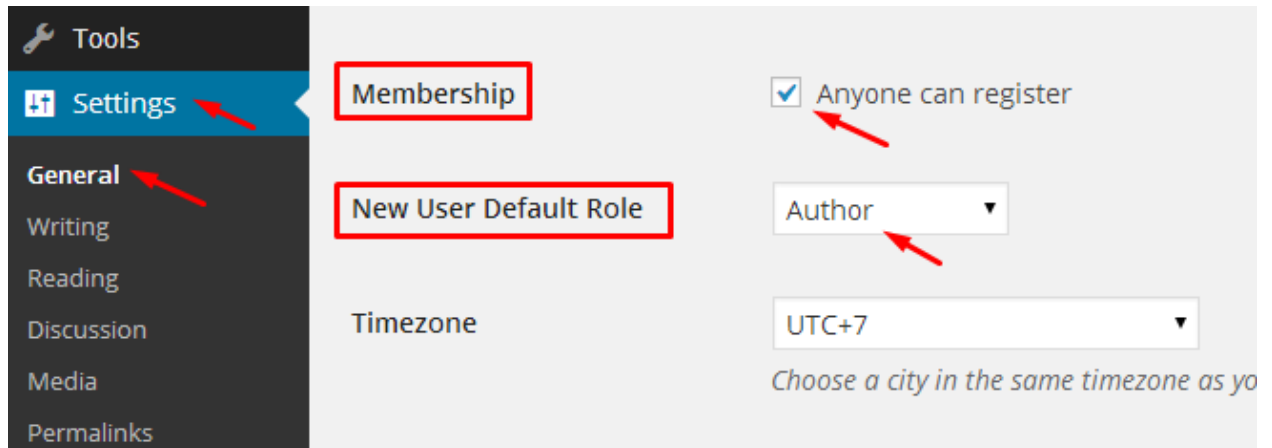 Tools
Settings
General
Writing
Reading
Discussion
Media
Permalinks
Membership
Anyone can register
New User Default Role
Author
Timezone
UTC+7
Choose a city in the same timezone as yo